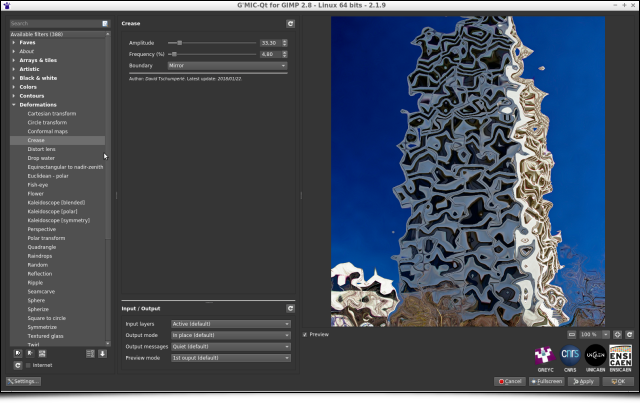 G'MIC-Qt for GIMP 2.8 - Linux 64 bits - 2.1.9
Search
Available filters (388)
Faves
About
Arrays & tiles
Artistic
Black & white
Colors
Contours
Deformations
Cartesian transform
Circle transform
Conformal maps
Crease
Distort lens
Drop water
Equirectangular to nadir-zenith
Euclidean - polar
Fish-eye
Flower
Kaleidoscope [blended]
Kaleidoscope [polar]
Kaleidoscope [symmetry]
Perspective
Polar transform
Quadrangle
Raindrops
Random
Reflection
Ripple
Seamcarve
Sphere
Spherize
Square to circle
Symmetrize
Textured glass
Twirl
Internet
Settings...
Crease
Amplitude 33,30
Frequency (%) 4,80
Boundary Mirror
Author: David Tschumperlé. Latest update: 2018/01/22.
Input / Output
Input layers Active (default)
Output mode In place (default)
Output messages Quiet (default)
Preview mode 1st ouput (default)
Preview
100 %
GREYC
CNRS
UNICAEN
ENSI
CAEN
ENSICAEN
Cancel
Fullscreen
Apply
OK